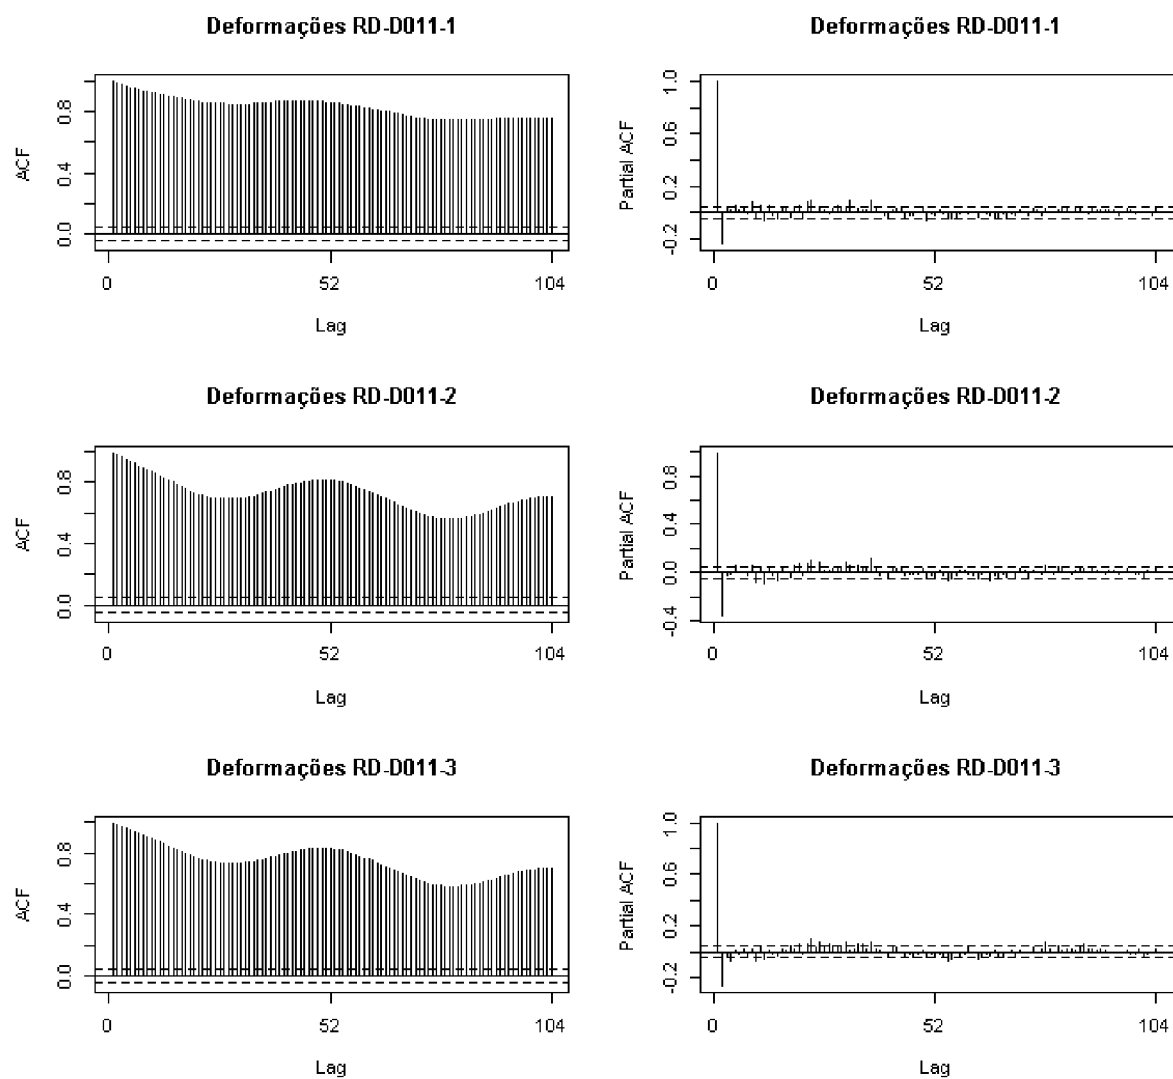 Deformações RD-D011-1
ACF
0.0
0.4
0.8
0
52
104
Lag
Deformações RD-D011-1
Partial ACF
-0.2
0.2
0.6
1.0
0
52
104
Lag
Deformações RD-D011-2
ACF
0.0
0.4
0.8
0
52
104
Lag
Deformações RD-D011-2
Partial ACF
-0.4
0.0
0.4
0.8
0
52
104
Lag
Deformações RD-D011-3
ACF
0.0
0.4
0.8
0
52
104
Lag
Deformações RD-D011-3
Partial ACF
-0.2
0.2
0.6
1.0
0
52
104
Lag